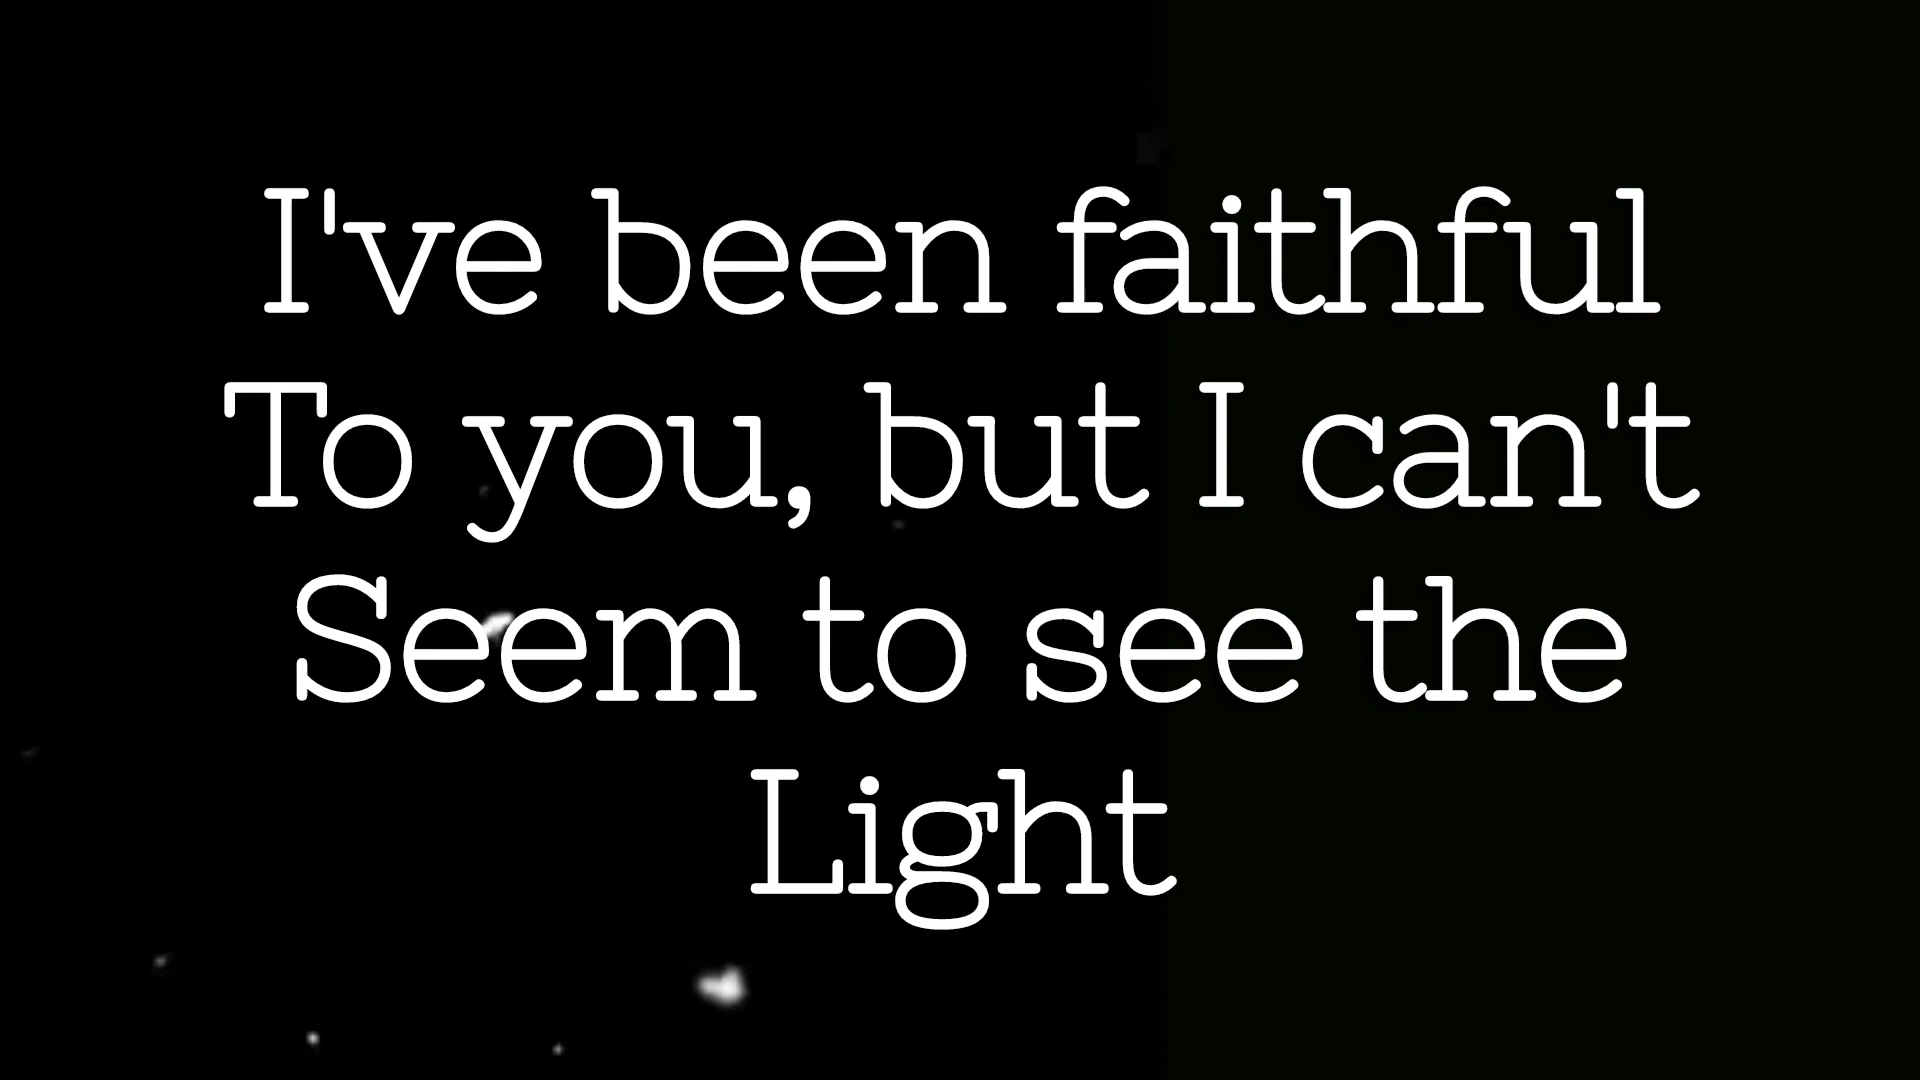 I've been faithful
To you, but I can't
Seem to see the
Light